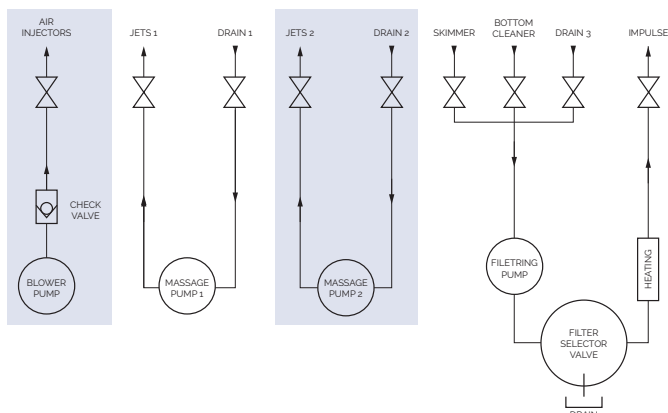 AIR
INJECTORS
JETS 1
DRAIN 1
JETS 2
DRAIN 2
SKIMMER
BOTTOM
CLEANER
DRAIN 3
IMPULSE
CHECK
VALVE
BLOWER
PUMP
MASSAGE
PUMP 1
MASSAGE
PUMP 2
FILETRING
PUMP
HEATING
FILTER
SELECTOR
VALVE
DRAIN